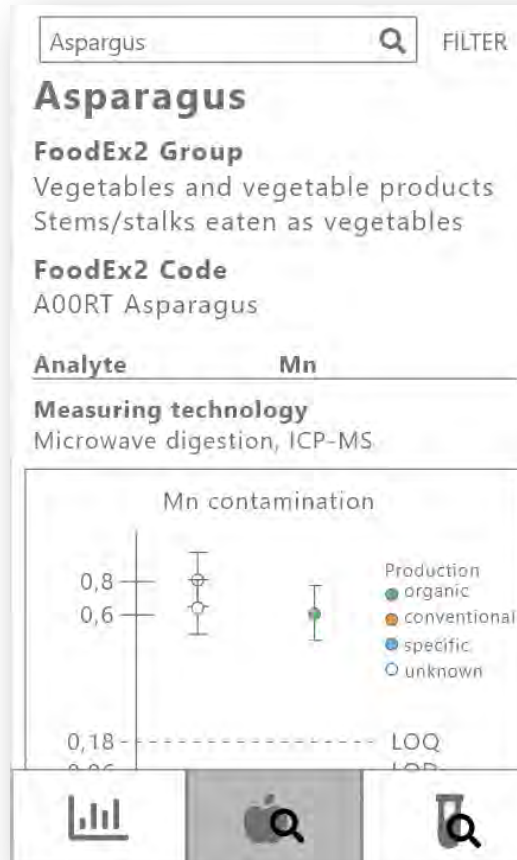 Aspargus
FILTER
Asparagus
FoodEx2 Group
Vegetables and vegetable products
Stems/stalks eaten as vegetables
FoodEx2 Code
A00RT Asparagus
Analyte Mn
Measuring technology
Microwave digestion, ICP-MS
Mn contamination
0,8
0,6
Production
organic
conventional
specific
unknown
0,18
LOQ